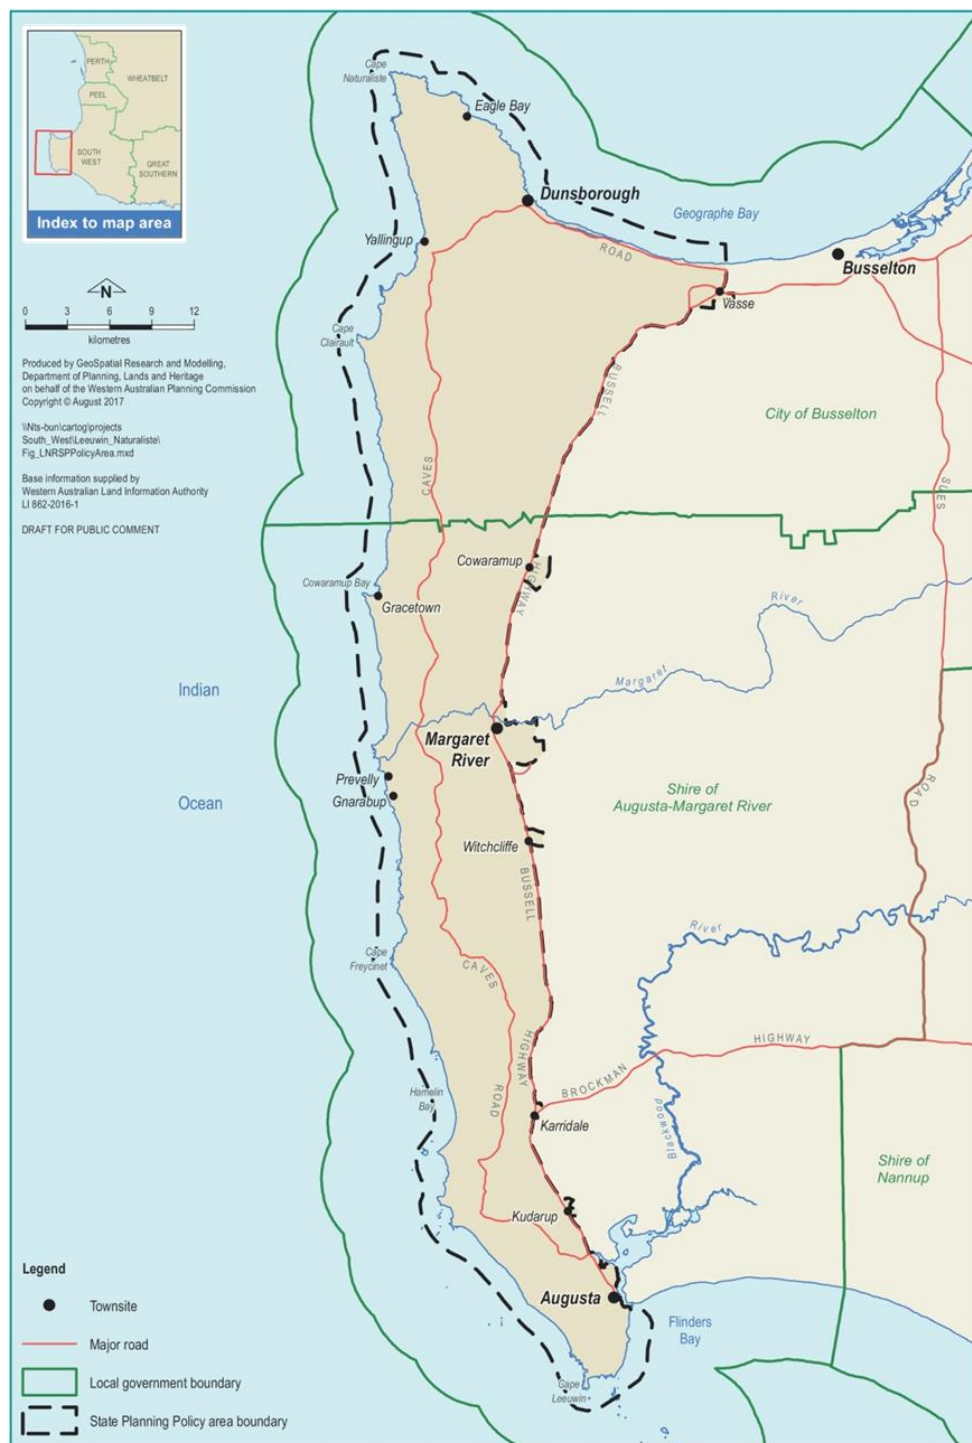 PERTH
WHEATBELT
PEEL
SOUTH
WEST
GREAT
SOUTHERN
Index to map area
N
0 3 6 9 12
kilometres
Produced by GeoSpatial Research and Modelling,
Department of Planning, Lands and Heritage
on behalf of the Western Australian Planning Commission
Copyright © August 2017
\\Nts-bun\cartog\projects
South_West\Leeuwin_Naturaliste\
Fig_LNRSPPolicyArea.mxd
Base information supplied by
Western Australian Land Information Authority
LI 862-2016-1
DRAFT FOR PUBLIC COMMENT
Cape
Naturaliste
Eagle Bay
Dunsborough
Geographe Bay
Yallingup
ROAD
Busselton
Vasse
Cape
Clairault
BUSSELL
City of Busselton
CAVES
SUES
Cowaramup
HIGHWAY
Cowaramup Bay
Gracetown
River
Margaret
Indian
Margaret
River
Prevelly
Gnarabup
Ocean
Shire of
Augusta-Margaret River
ROAD
Witchcliffe
BUSSELL
River
Cape
Freycinet
CAVES
HIGHWAY
HIGHWAY
BROCKMAN
Hamelin
Bay
ROAD
Karridale
Blackwood
Shire of
Nannup
Kudarup
Augusta
Flinders
Bay
Cape
Leeuwin
Legend
Townsite
Major road
Local government boundary
State Planning Policy area boundary